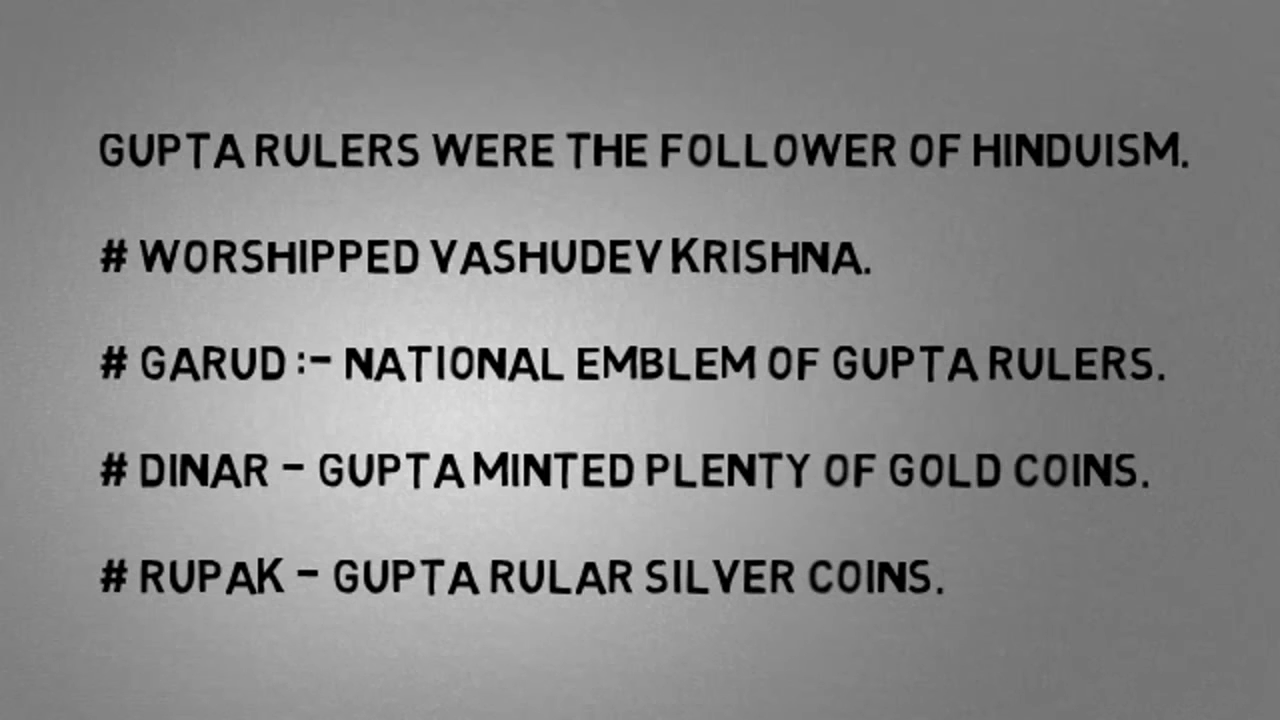 GUPTA RULERS WERE THE FOLLOWER OF HINDUISM.
# WORSHIPPED VASHUDEV KRISHNA.
# GARUD :- NATIONAL EMBLEM OF GUPTA RULERS.
# DINAR - GUPTA MINTED PLENTY OF GOLD COINS.
# RUPAK - GUPTA RULAR SILVER COINS.